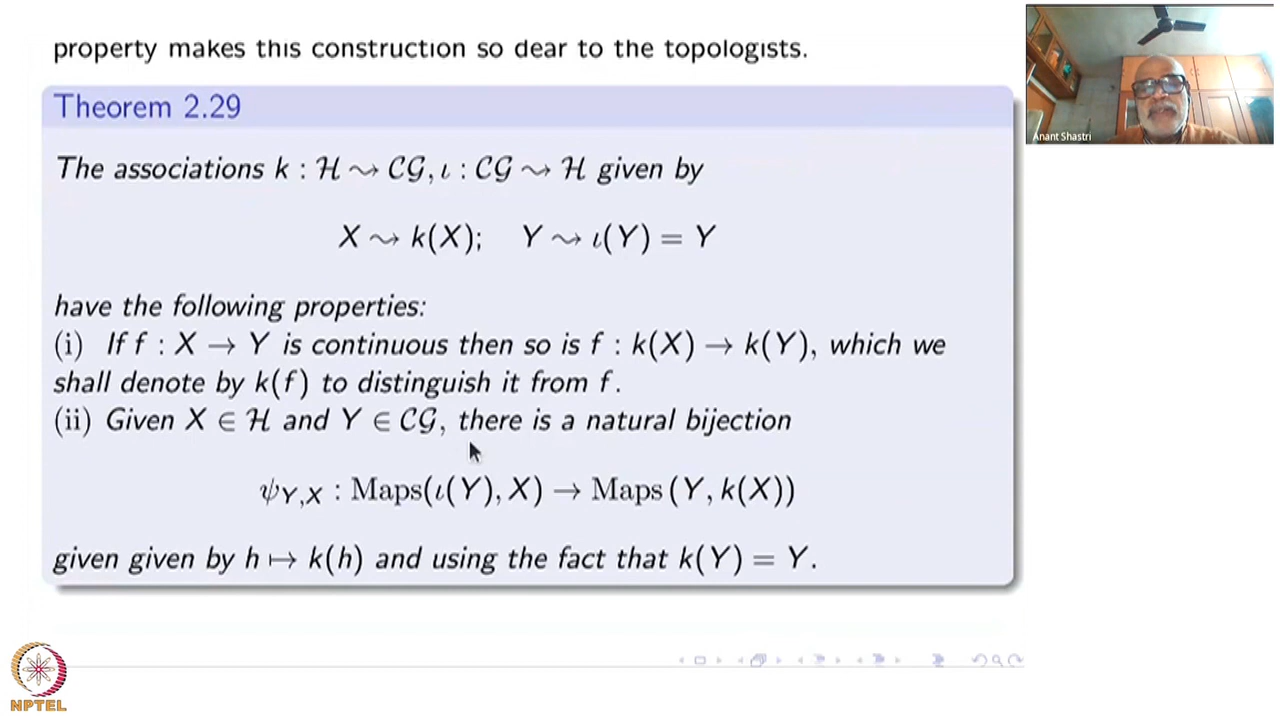 property makes this construction so dear to the topologists.
Theorem 2.29
The associations k : ℋ ⇝ 𝒞𝒢, ι : 𝒞𝒢 ⇝ ℋ given by
X ⇝ k(X); Y ⇝ ι(Y) = Y
have the following properties:
(i) If f : X → Y is continuous then so is f : k(X) → k(Y), which we
shall denote by k(f) to distinguish it from f.
(ii) Given X ∈ ℋ and Y ∈ 𝒞𝒢, there is a natural bijection
ψ_{Y,X} : Maps(ι(Y), X) → Maps (Y, k(X))
given given by h ↦ k(h) and using the fact that k(Y) = Y.
Anant Shastri
NPTEL